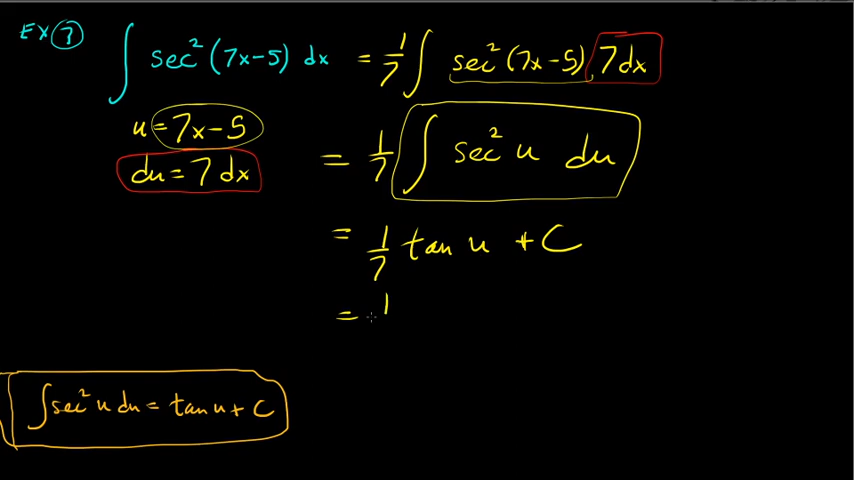 EX ⑦
∫ sec² (7x-5) dx = 1/7 ∫ sec² (7x-5) 7dx
u = 7x-5
= 1/7 ∫ sec² u du
du = 7 dx
= 1/7 tan u + C
= 1
∫ sec² u du = tan u + C